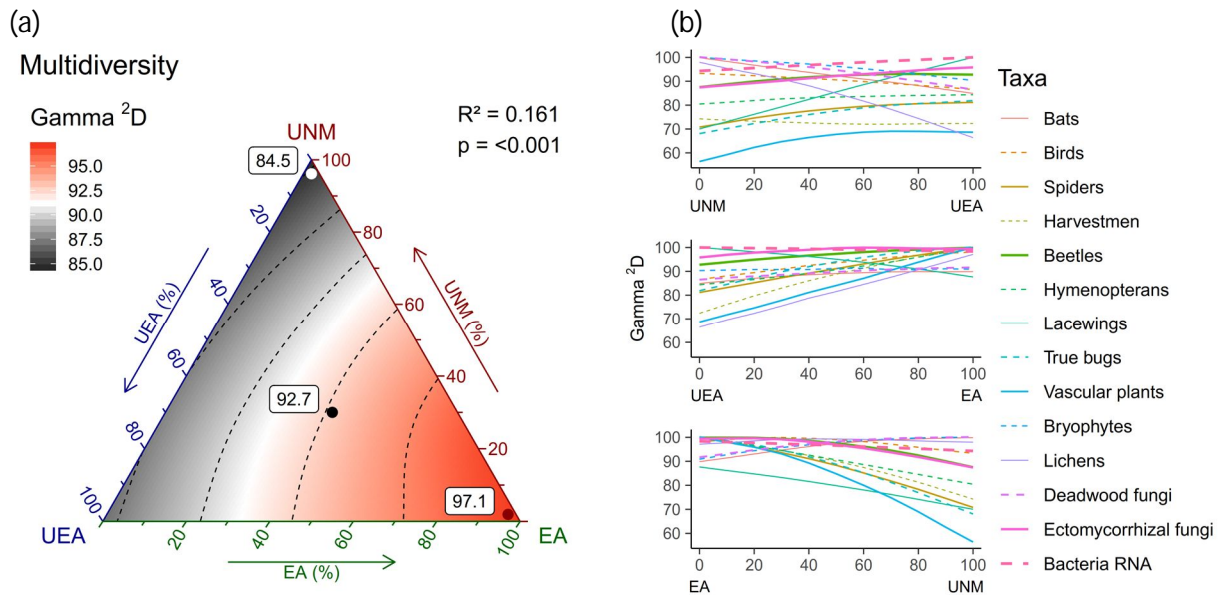 (a)
Multidiversity
Gamma ²D
95.0
92.5
90.0
87.5
85.0
R² = 0.161
p = <0.001
UNM
84.5
100
80
60
40
20
UNM (%)
20
40
60
80
100
UEA (%)
92.7
97.1
UEA
EA
20
40
60
80
100
EA (%)
(b)
Gamma ²D
100
90
80
70
60
0 20 40 60 80 100
UNM UEA
100
90
80
70
60
0 20 40 60 80 100
UEA EA
100
90
80
70
60
0 20 40 60 80 100
EA UNM
Taxa
Bats
Birds
Spiders
Harvestmen
Beetles
Hymenopterans
Lacewings
True bugs
Vascular plants
Bryophytes
Lichens
Deadwood fungi
Ectomycorrhizal fungi
Bacteria RNA